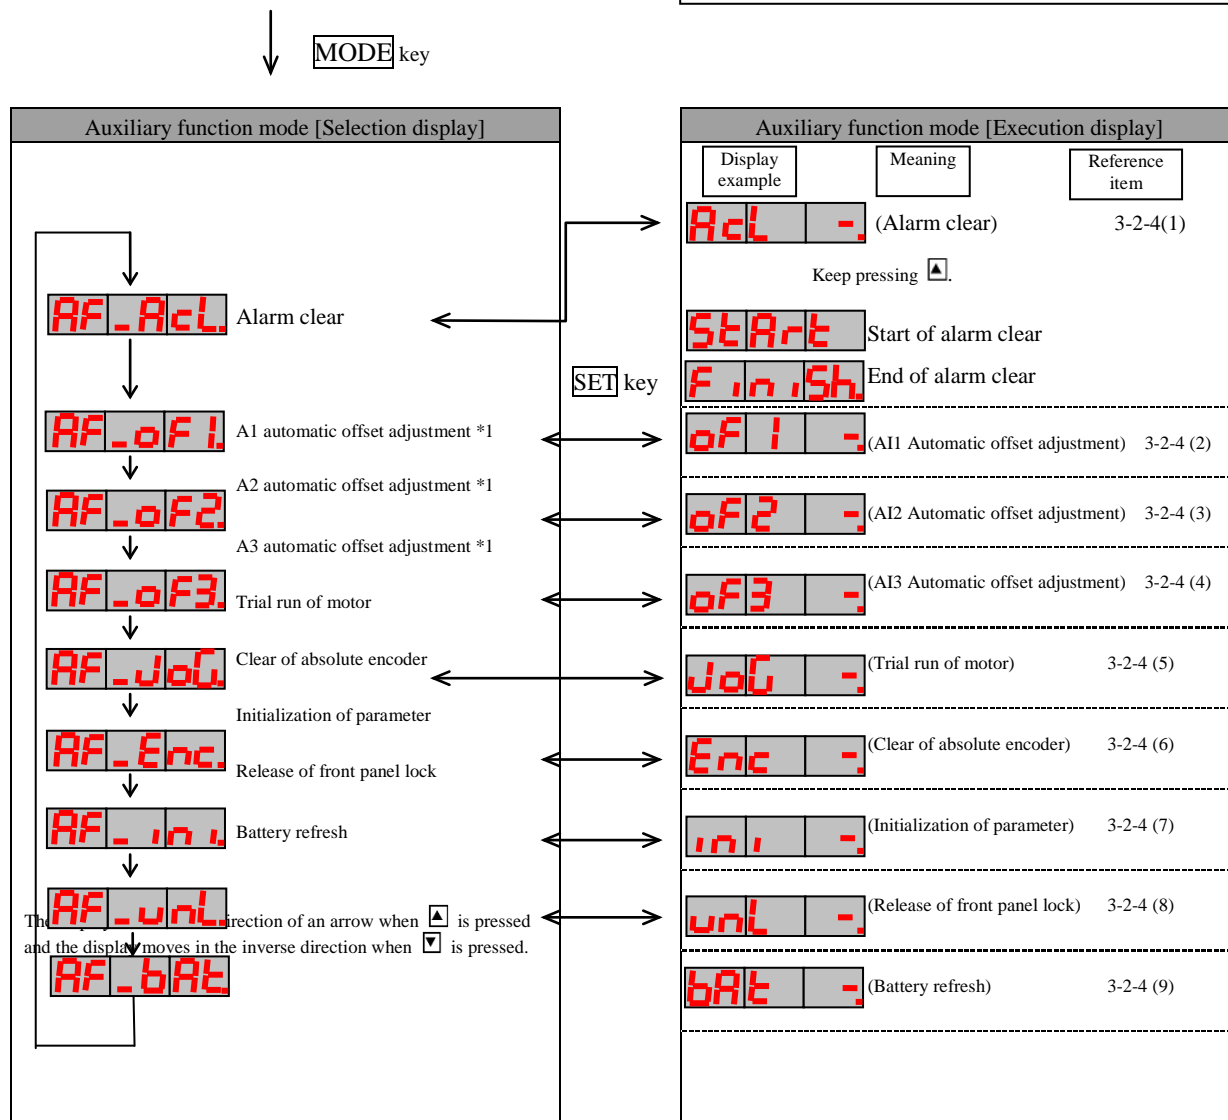 MODE key
Auxiliary function mode [Selection display]
AF_AcL.
Alarm clear
AF_oF1.
A1 automatic offset adjustment *1
A2 automatic offset adjustment *1
AF_oF2.
A3 automatic offset adjustment *1
AF_oF3.
Trial run of motor
AF_JoG.
Clear of absolute encoder
Initialization of parameter
AF_Enc.
Release of front panel lock
AF_ini.
Battery refresh
AF_unL.
The irection of an arrow when ▲ is pressed
and the display moves in the inverse direction when ▼ is pressed.
AF_bAt.
SET key
Auxiliary function mode [Execution display]
Display
example
Meaning
Reference
item
AcL -.
(Alarm clear) 3-2-4(1)
Keep pressing ▲.
StArt
Start of alarm clear
FiniSh.
End of alarm clear
oF1 -.
(AI1 Automatic offset adjustment) 3-2-4 (2)
oF2 -.
(AI2 Automatic offset adjustment) 3-2-4 (3)
oF3 -.
(AI3 Automatic offset adjustment) 3-2-4 (4)
JoG -.
(Trial run of motor) 3-2-4 (5)
Enc -.
(Clear of absolute encoder) 3-2-4 (6)
ini -.
(Initialization of parameter) 3-2-4 (7)
unL -.
(Release of front panel lock) 3-2-4 (8)
bAt -.
(Battery refresh) 3-2-4 (9)